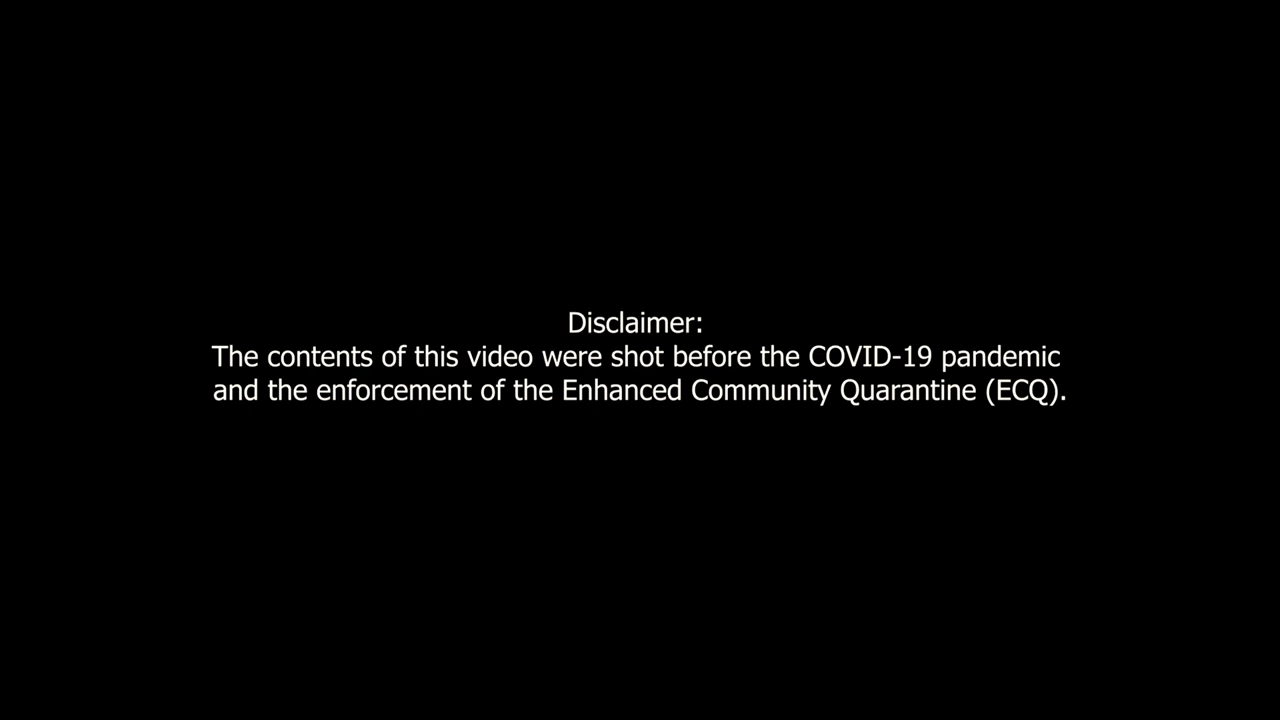 Disclaimer:
The contents of this video were shot before the COVID-19 pandemic
and the enforcement of the Enhanced Community Quarantine (ECQ).